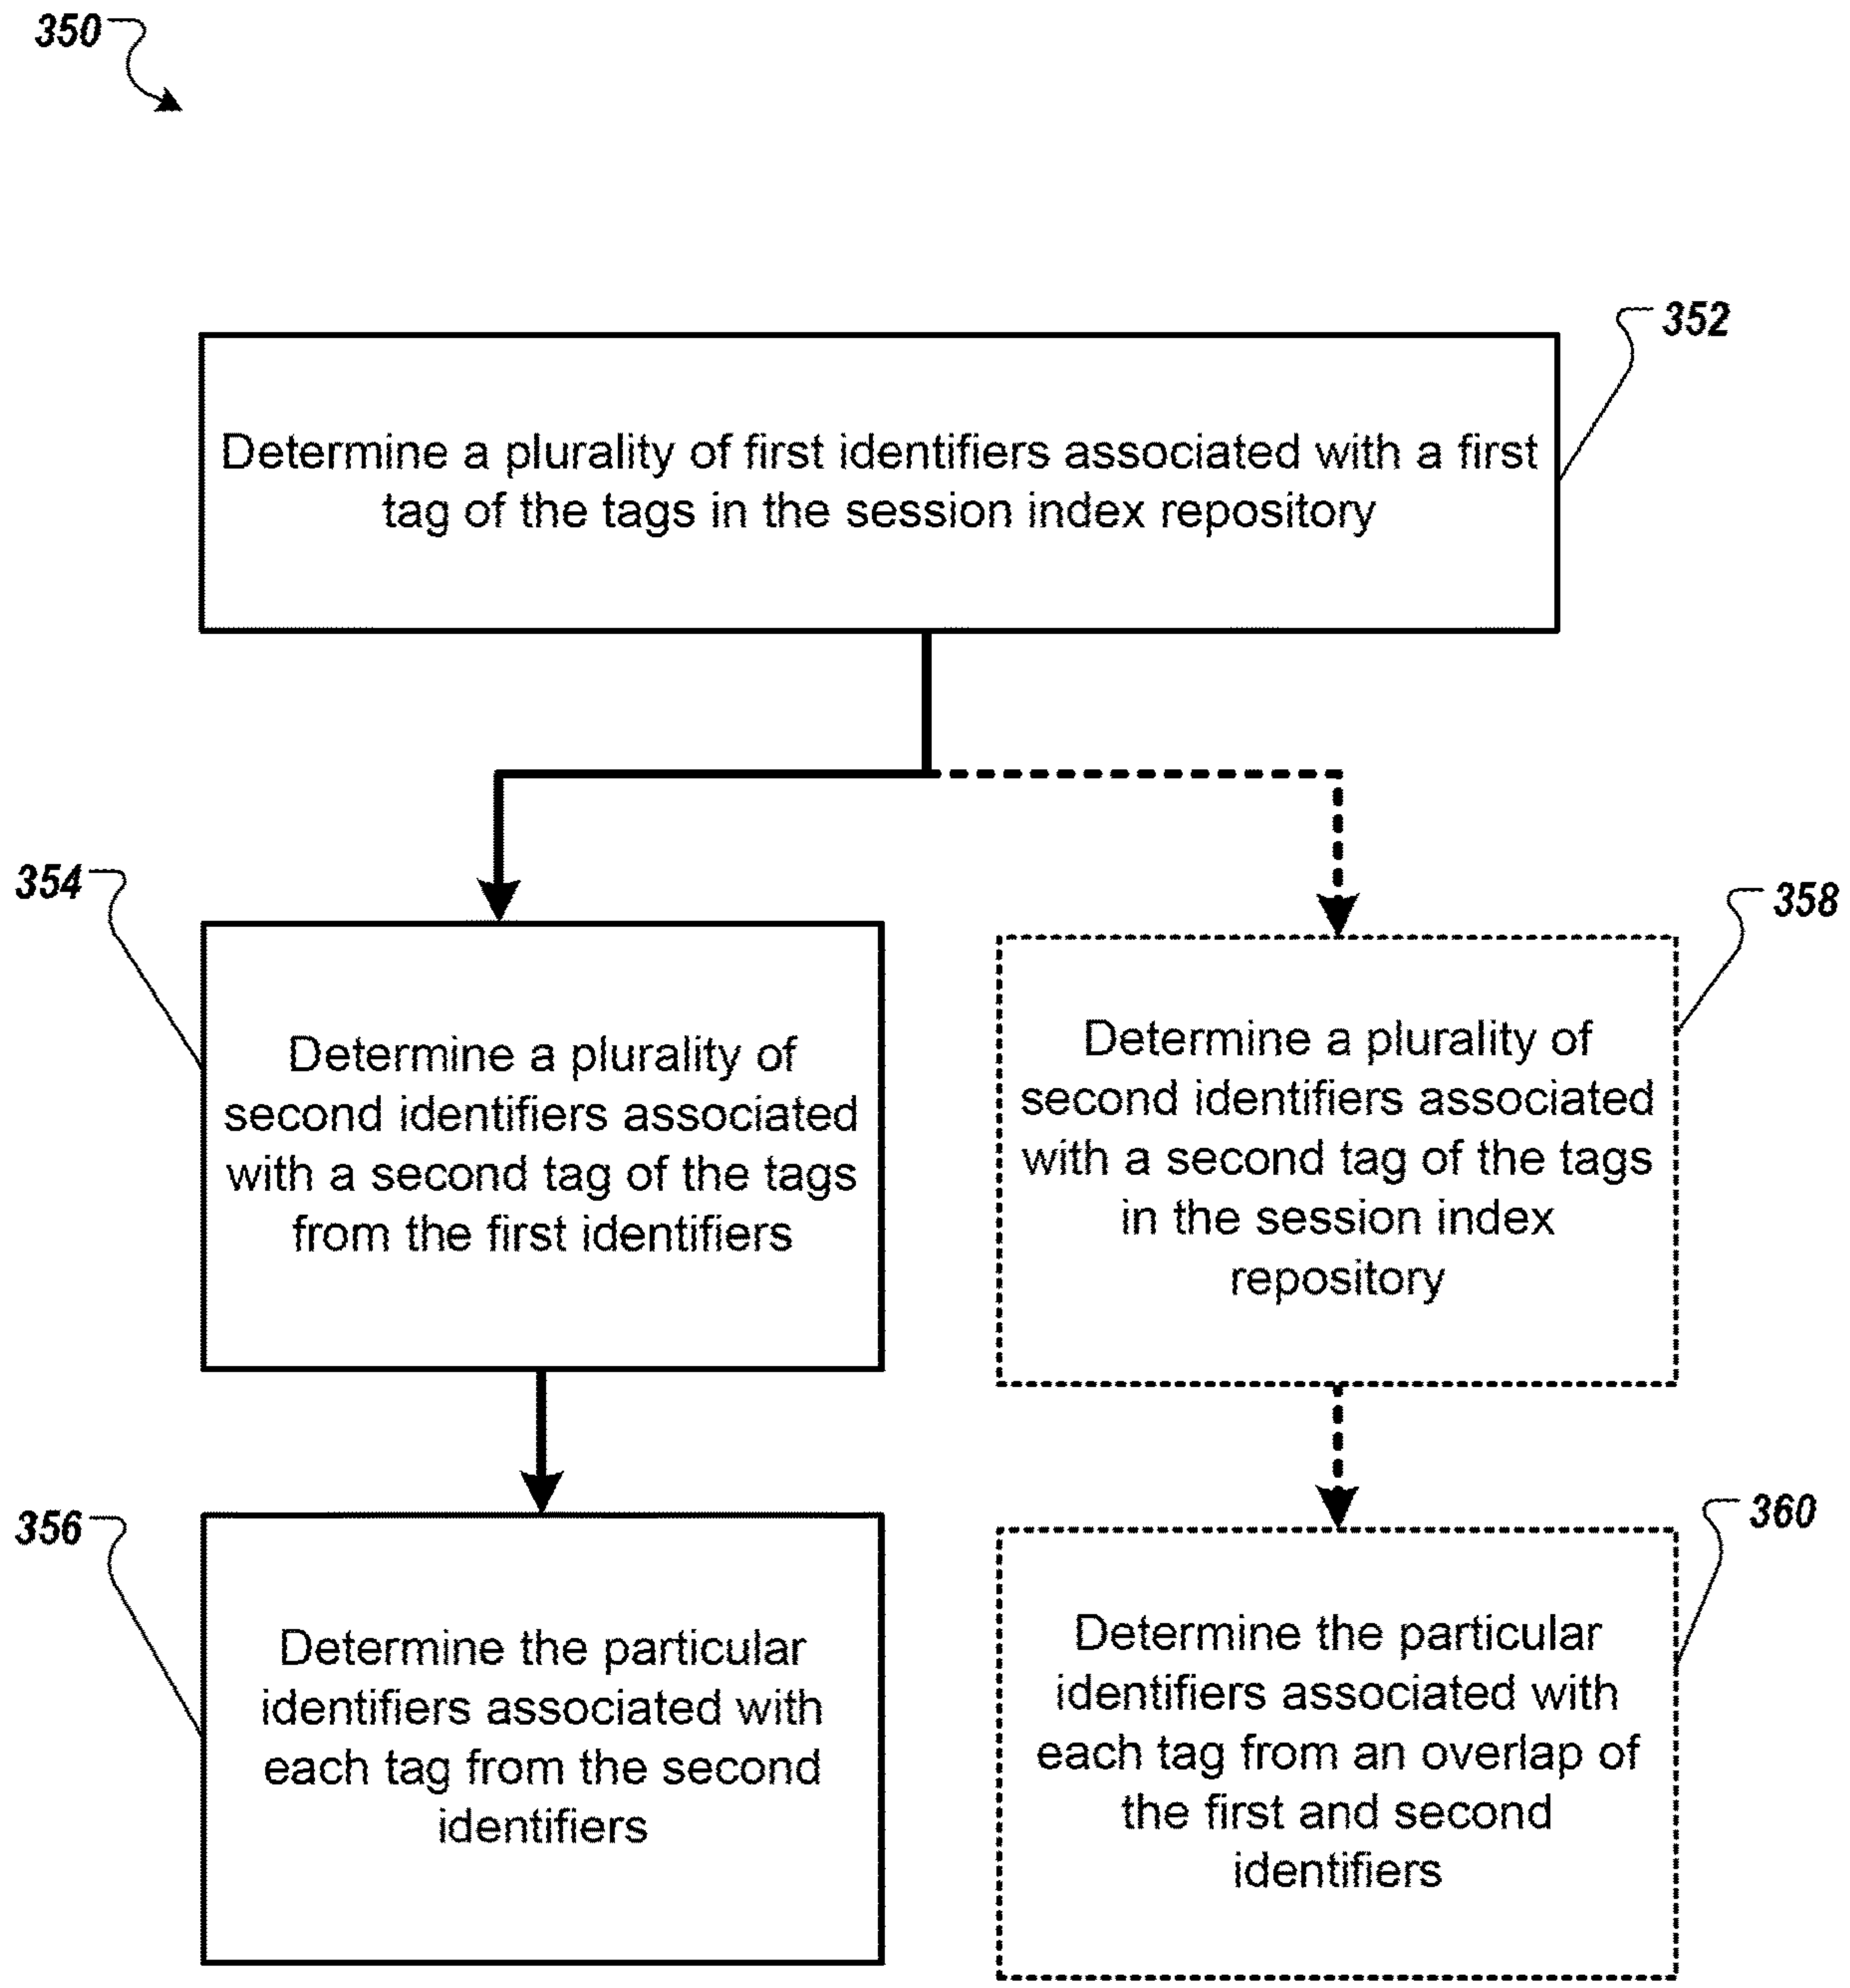 350
352
Determine a plurality of first identifiers associated with a first
tag of the tags in the session index repository
354
Determine a plurality of
second identifiers associated
with a second tag of the tags
from the first identifiers
358
Determine a plurality of
second identifiers associated
with a second tag of the tags
in the session index
repository
356
Determine the particular
identifiers associated with
each tag from the second
identifiers
360
Determine the particular
identifiers associated with
each tag from an overlap of
the first and second
identifiers